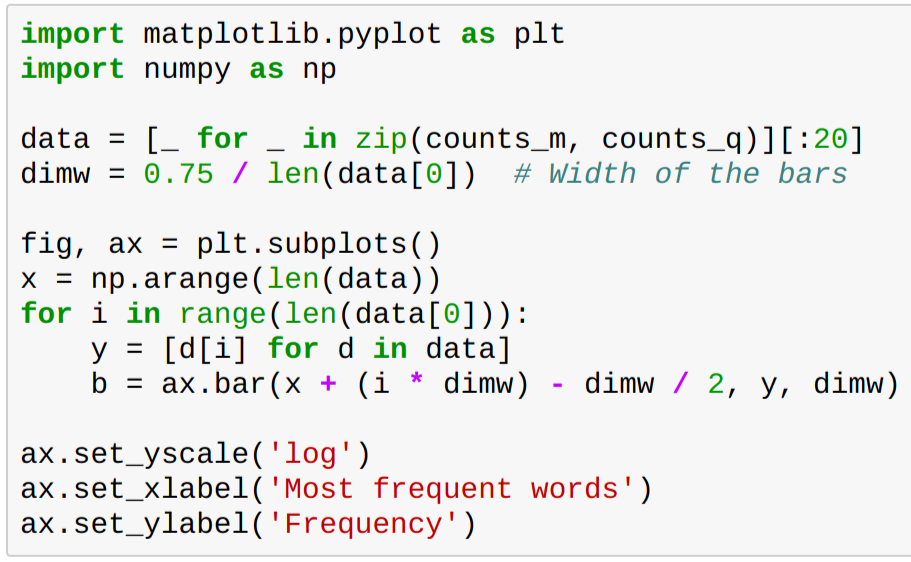 import matplotlib.pyplot as plt
import numpy as np

data = [_ for _ in zip(counts_m, counts_q)][:20]
dimw = 0.75 / len(data[0])  # Width of the bars

fig, ax = plt.subplots()
x = np.arange(len(data))
for i in range(len(data[0])):
    y = [d[i] for d in data]
    b = ax.bar(x + (i * dimw) - dimw / 2, y, dimw)

ax.set_yscale('log')
ax.set_xlabel('Most frequent words')
ax.set_ylabel('Frequency')